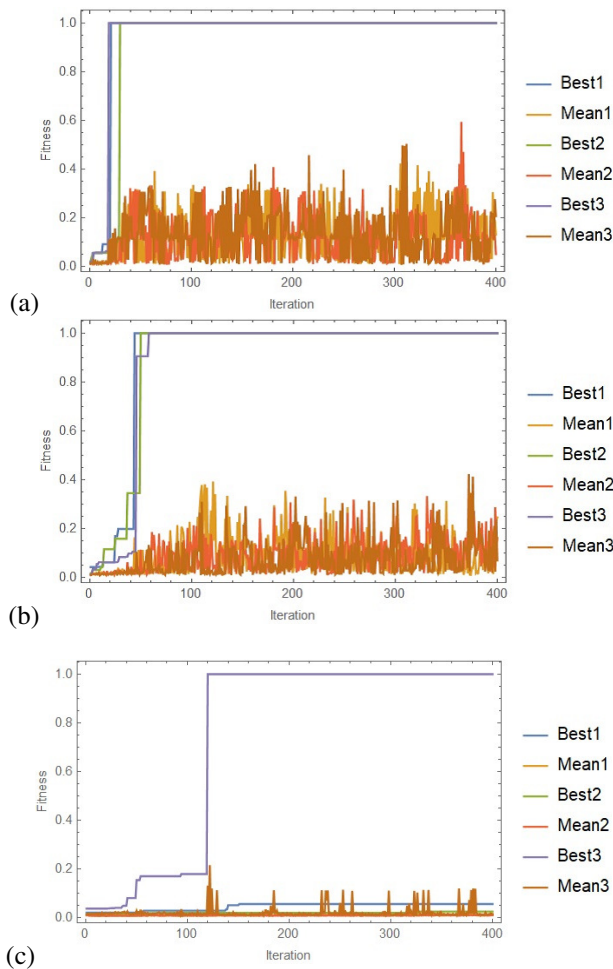 1.0
0.8
0.6
0.4
0.2
0.0
Fitness
0
100
200
300
400
Iteration
Best1
Mean1
Best2
Mean2
Best3
Mean3
(a)
1.0
0.8
0.6
0.4
0.2
0.0
Fitness
0
100
200
300
400
Iteration
Best1
Mean1
Best2
Mean2
Best3
Mean3
(b)
1.0
0.8
0.6
0.4
0.2
0.0
Fitness
0
100
200
300
400
Iteration
Best1
Mean1
Best2
Mean2
Best3
Mean3
(c)